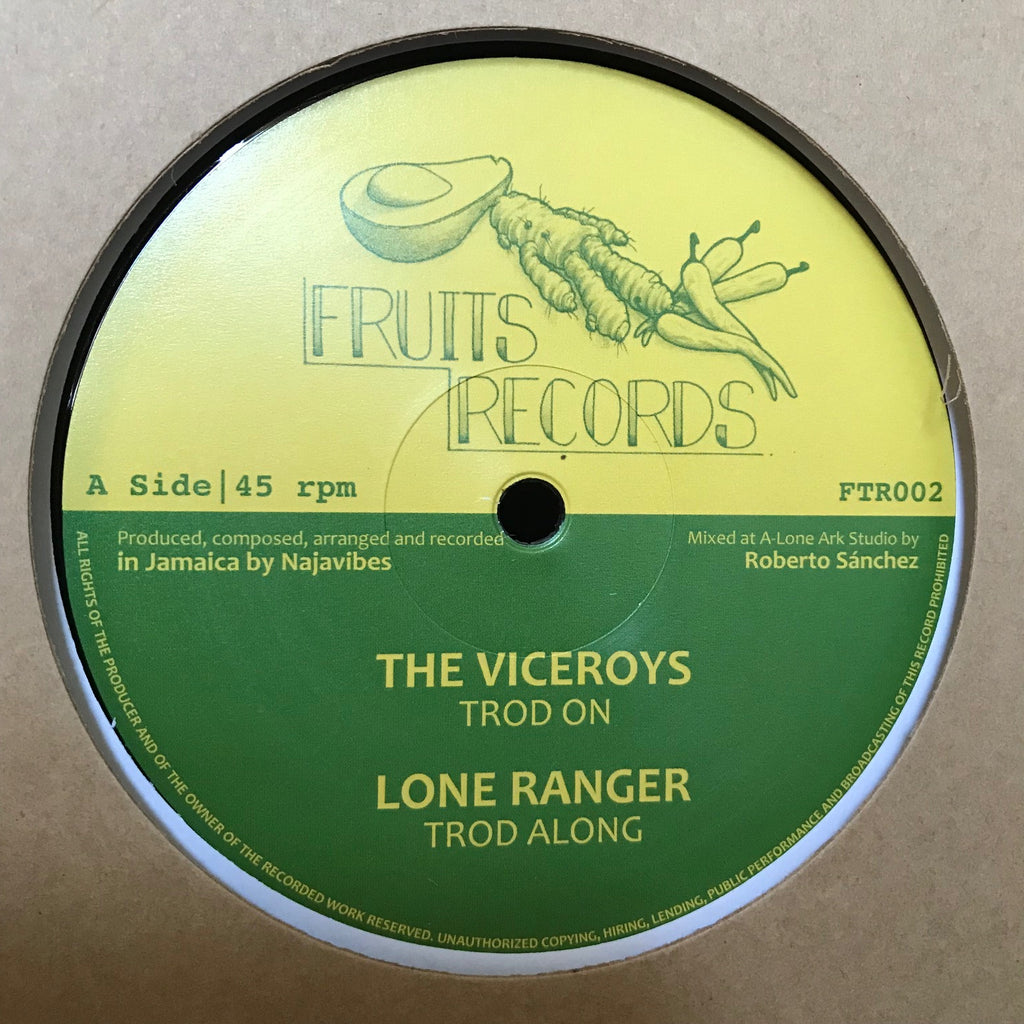 FRUITS
RECORDS
A Side|45 rpm
FTR002
Produced, composed, arranged and recorded
in Jamaica by Najavibes
Mixed at A-Lone Ark Studio by
Roberto Sánchez
THE VICEROYS
TROD ON
LONE RANGER
TROD ALONG
ALL RIGHTS OF THE PRODUCER AND OF THE OWNER OF THE RECORDED WORK RESERVED. UNAUTHORIZED COPYING, HIRING, LENDING, PUBLIC PERFORMANCE AND BROADCASTING OF THIS RECORD PROHIBITED